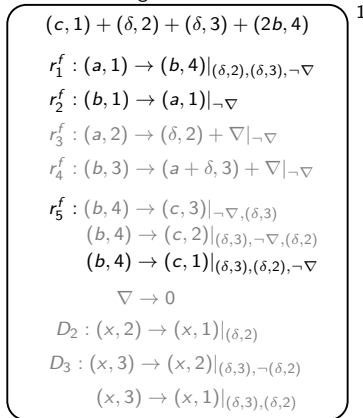 (c, 1) + (δ, 2) + (δ, 3) + (2b, 4)
1
r₁ᶠ : (a, 1) → (b, 4)|₍δ,2₎,₍δ,3₎,¬∇
r₂ᶠ : (b, 1) → (a, 1)|¬∇
r₃ᶠ : (a, 2) → (δ, 2) + ∇|¬∇
r₄ᶠ : (b, 3) → (a + δ, 3) + ∇|¬∇
r₅ᶠ : (b, 4) → (c, 3)|¬∇,₍δ,3₎
(b, 4) → (c, 2)|₍δ,3₎,¬∇,₍δ,2₎
(b, 4) → (c, 1)|₍δ,3₎,₍δ,2₎,¬∇
∇ → 0
D₂ : (x, 2) → (x, 1)|₍δ,2₎
D₃ : (x, 3) → (x, 2)|₍δ,3₎,¬₍δ,2₎
(x, 3) → (x, 1)|₍δ,3₎,₍δ,2₎